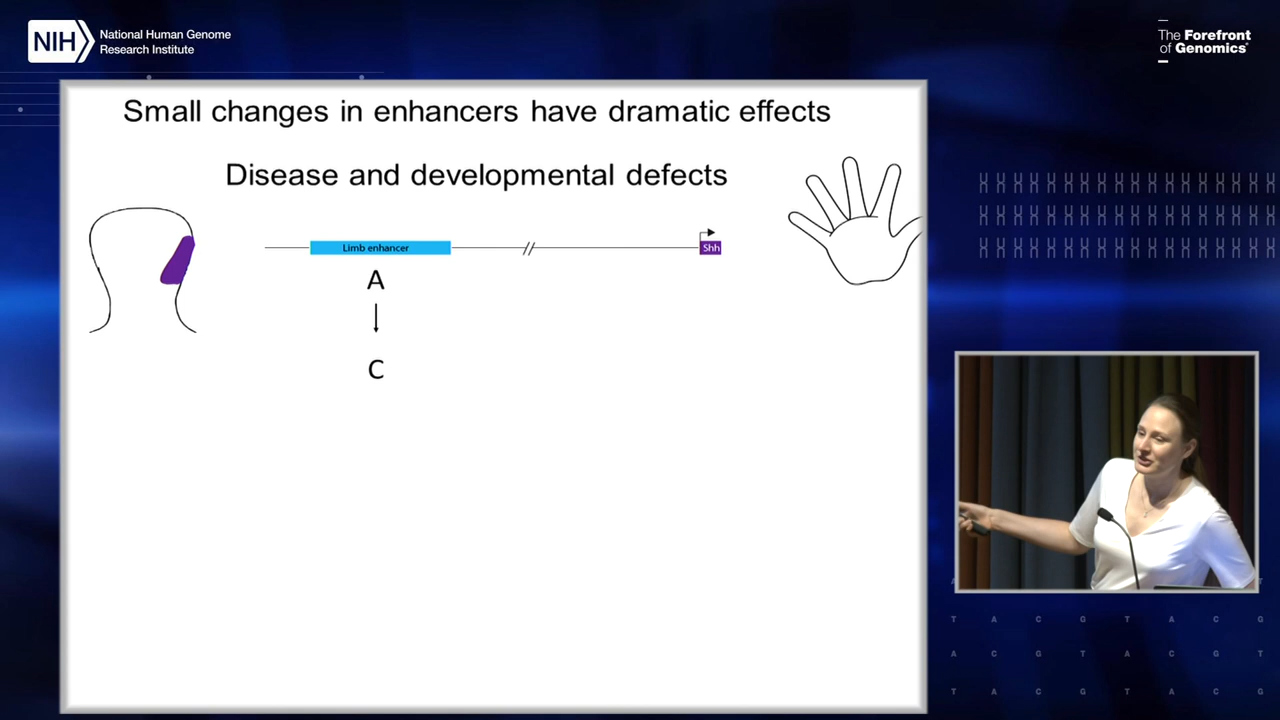 NIH
National Human Genome
Research Institute
The Forefront
of Genomics®
Small changes in enhancers have dramatic effects
Disease and developmental defects
Limb enhancer
Shh
A
C
T A C G T A C G
A C G T A C G T
T A C G T A C G